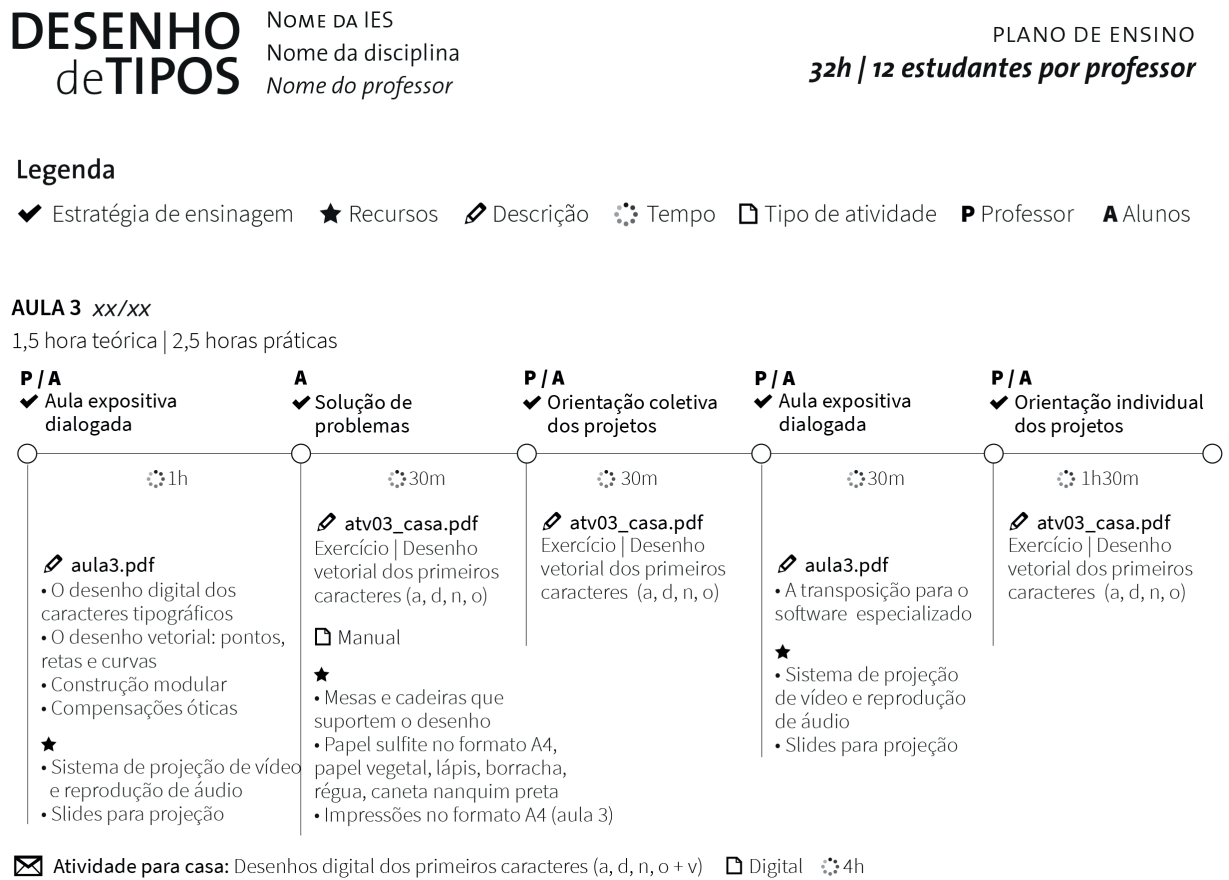 DESENHO
deTIPOS
Nome da IES
Nome da disciplina
Nome do professor
PLANO DE ENSINO
32h | 12 estudantes por professor
Legenda
Estratégia de ensinagem Recursos Descrição Tempo Tipo de atividade P Professor A Alunos
AULA 3 xx/xx
1,5 hora teórica | 2,5 horas práticas
P / A
Aula expositiva
dialogada
1h
aula3.pdf
• O desenho digital dos
caracteres tipográficos
• O desenho vetorial: pontos,
retas e curvas
• Construção modular
• Compensações óticas
• Sistema de projeção de vídeo
e reprodução de áudio
• Slides para projeção
A
Solução de
problemas
30m
atv03_casa.pdf
Exercício | Desenho
vetorial dos primeiros
caracteres (a, d, n, o)
Manual
• Mesas e cadeiras que
suportem o desenho
• Papel sulfite no formato A4,
papel vegetal, lápis, borracha,
régua, caneta nanquim preta
• Impressões no formato A4 (aula 3)
P / A
Orientação coletiva
dos projetos
30m
atv03_casa.pdf
Exercício | Desenho
vetorial dos primeiros
caracteres (a, d, n, o)
P / A
Aula expositiva
dialogada
30m
aula3.pdf
• A transposição para o
software especializado
• Sistema de projeção
de vídeo e reprodução
de áudio
• Slides para projeção
P / A
Orientação individual
dos projetos
1h30m
atv03_casa.pdf
Exercício | Desenho
vetorial dos primeiros
caracteres (a, d, n, o)
Atividade para casa: Desenhos digital dos primeiros caracteres (a, d, n, o + v) Digital 4h